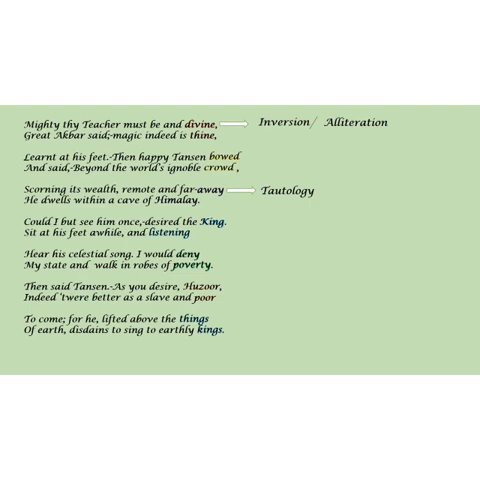 Mighty thy Teacher must be and divine, Inversion / Alliteration
Great Akbar said;-magic indeed is thine,
Learnt at his feet.-Then happy Tansen bowed
And said,-Beyond the world's ignoble crowd ,
Scorning its wealth, remote and far-away Tautology
He dwells within a cave of Himalay.
Could I but see him once,-desired the King.
Sit at his feet awhile, and listening
Hear his celestial song. I would deny
My state and walk in robes of poverty.
Then said Tansen.-As you desire, Huzoor,
Indeed 'twere better as a slave and poor
To come; for he, lifted above the things
Of earth, disdains to sing to earthly kings.